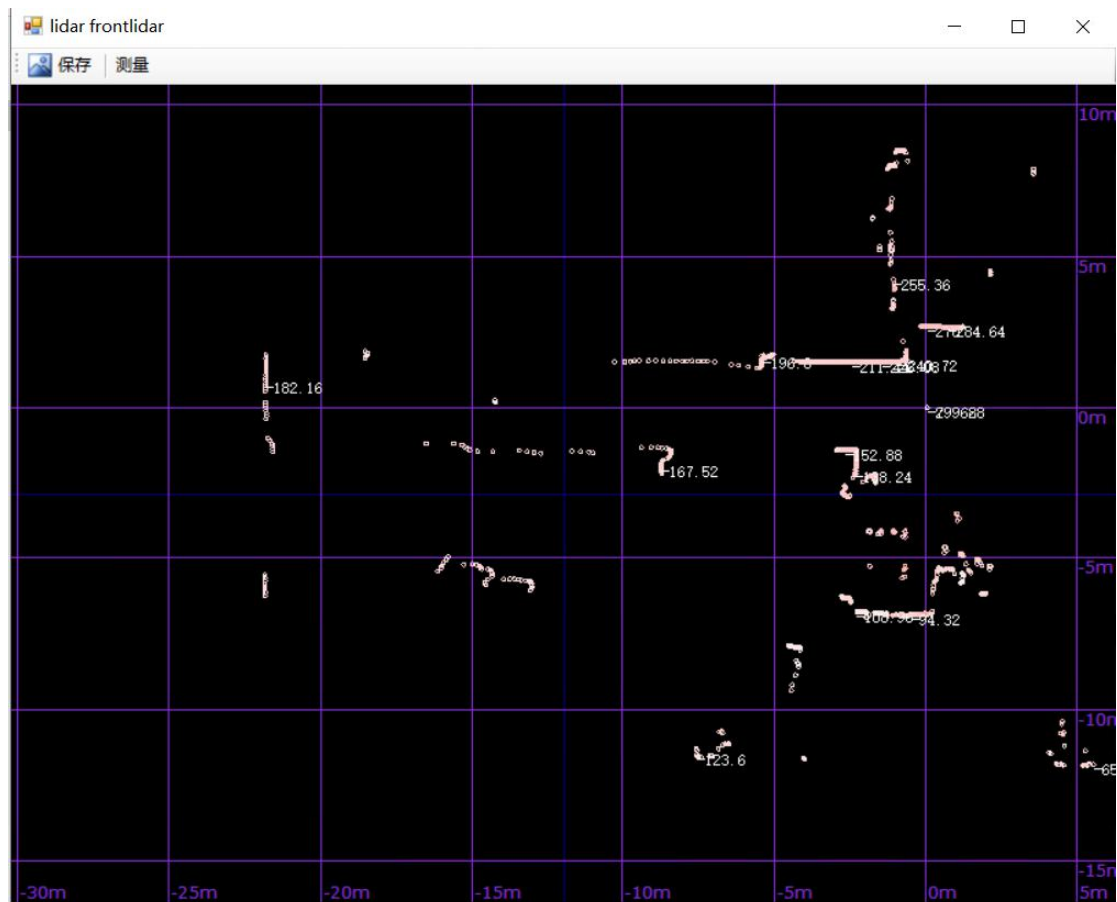 lidar frontlidar
保存 测量
10m
5m
-255.36
284.64
-196.8
-182.16
0m
52.88
-167.52
-5m
-94.32
-10m
-123.6
-65
-15m
-30m -25m -20m -15m -10m -5m 0m 5m